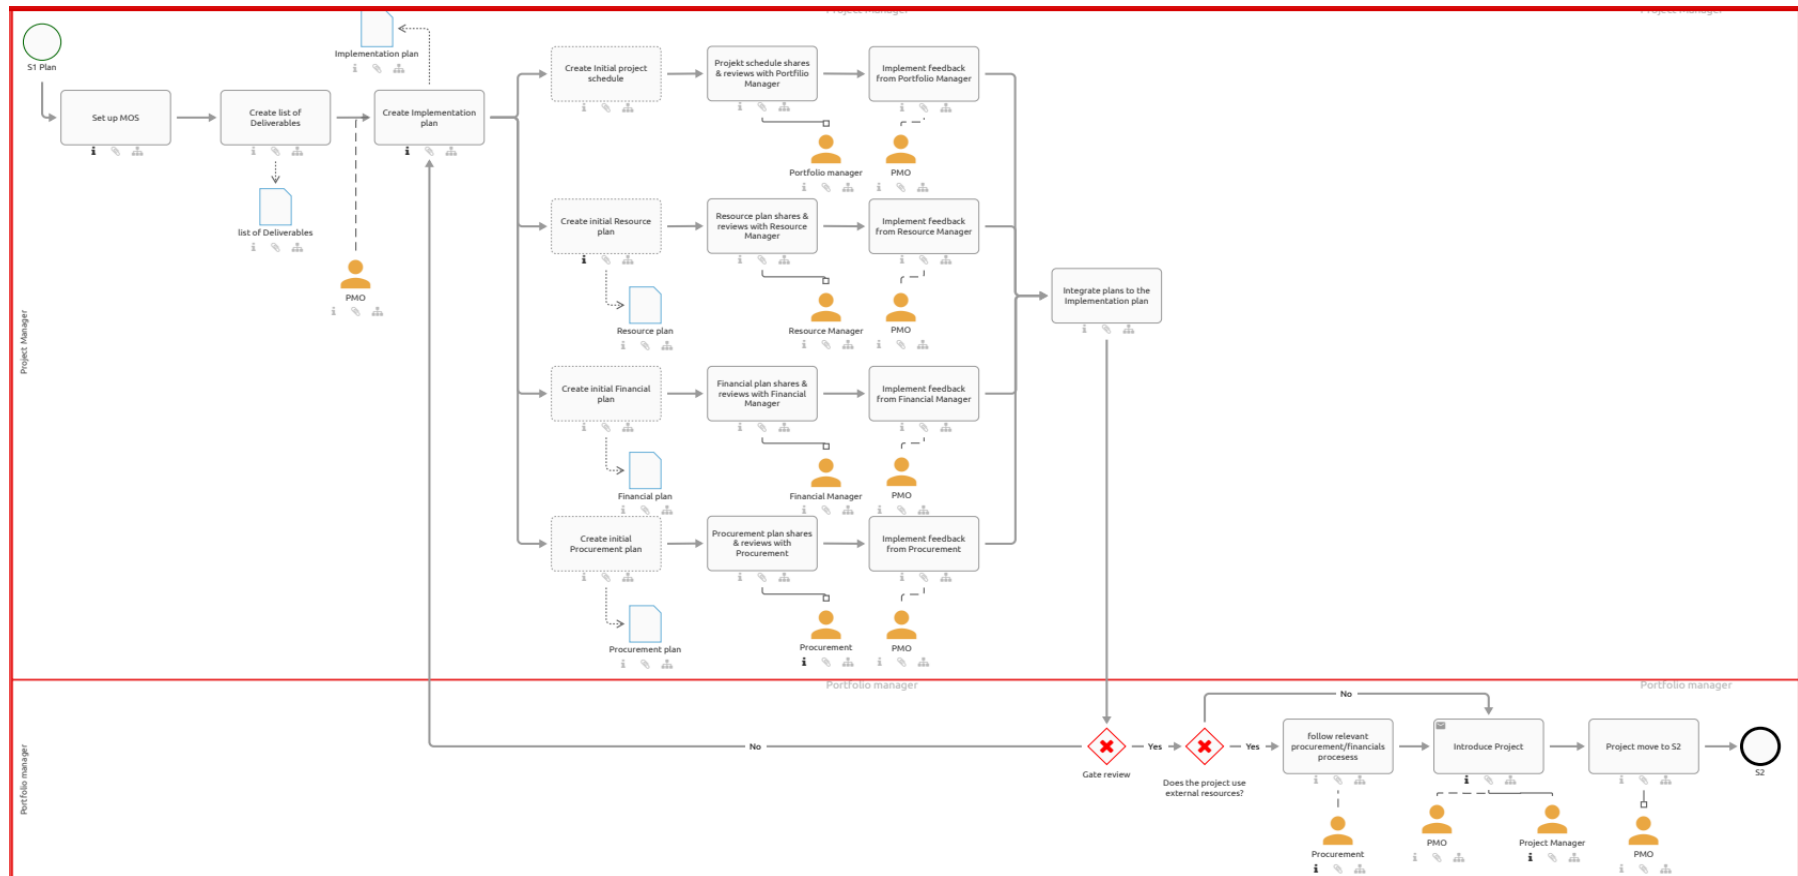 Project Manager
Project Manager
S1 Plan
Implementation plan
Set up MOS
Create list of
Deliverables
Create Implementation
plan
Create Initial project
schedule
Projekt schedule shares
& reviews with Portfilio
Manager
Implement feedback
from Portfolio Manager
Portfolio manager
PMO
list of Deliverables
PMO
Create initial Resource
plan
Resource plan shares &
reviews with Resource
Manager
Implement feedback
from Resource Manager
Resource plan
Resource Manager
PMO
Integrate plans to the
Implementation plan
Project Manager
Create initial Financial
plan
Financial plan shares &
reviews with Financial
Manager
Implement feedback
from Financial Manager
Financial plan
Financial Manager
PMO
Create initial
Procurement plan
Procurement plan shares
& reviews with
Procurement
Implement feedback
from Procurement
Procurement plan
Procurement
PMO
Portfolio manager
Portfolio manager
Portfolio manager
No
Gate review
Yes
Does the project use
external resources?
No
Yes
follow relevant
procurement/financials
procesess
Introduce Project
Project move to S2
S2
Procurement
PMO
Project Manager
PMO